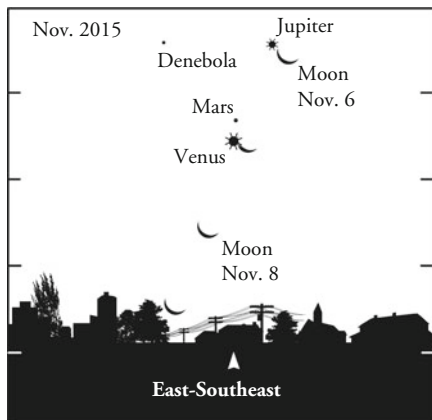 Nov. 2015
Jupiter
Denebola
Moon
Nov. 6
Mars
Venus
Moon
Nov. 8
East-Southeast